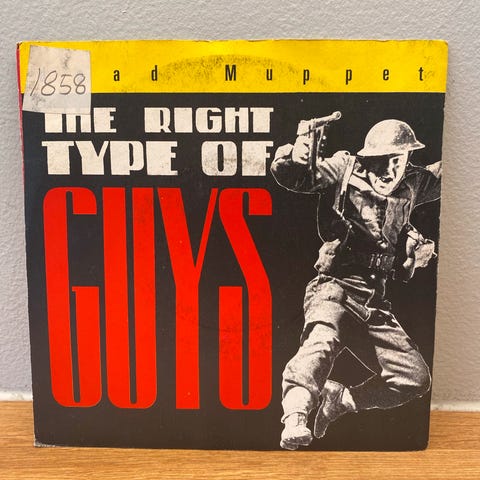 1858
ad Muppet
THE RIGHT
TYPE OF
GUYS